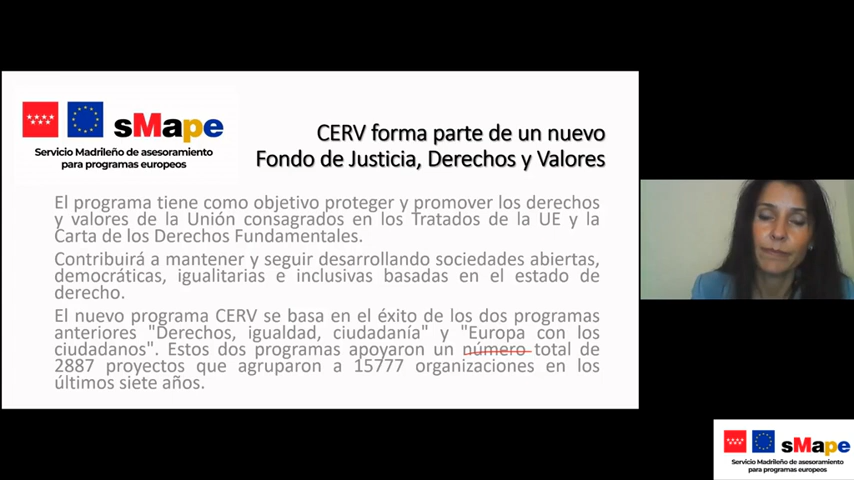 sMape
Servicio Madrileño de asesoramiento
para programas europeos
CERV forma parte de un nuevo
Fondo de Justicia, Derechos y Valores
El programa tiene como objetivo proteger y promover los derechos
y valores de la Unión consagrados en los Tratados de la UE y la
Carta de los Derechos Fundamentales.
Contribuirá a mantener y seguir desarrollando sociedades abiertas,
democráticas, igualitarias e inclusivas basadas en el estado de
derecho.
El nuevo programa CERV se basa en el éxito de los dos programas
anteriores "Derechos, igualdad, ciudadanía" y "Europa con los
ciudadanos". Estos dos programas apoyaron un número total de
2887 proyectos que agruparon a 15777 organizaciones en los
últimos siete años.
sMape
Servicio Madrileño de asesoramiento
para programas europeos